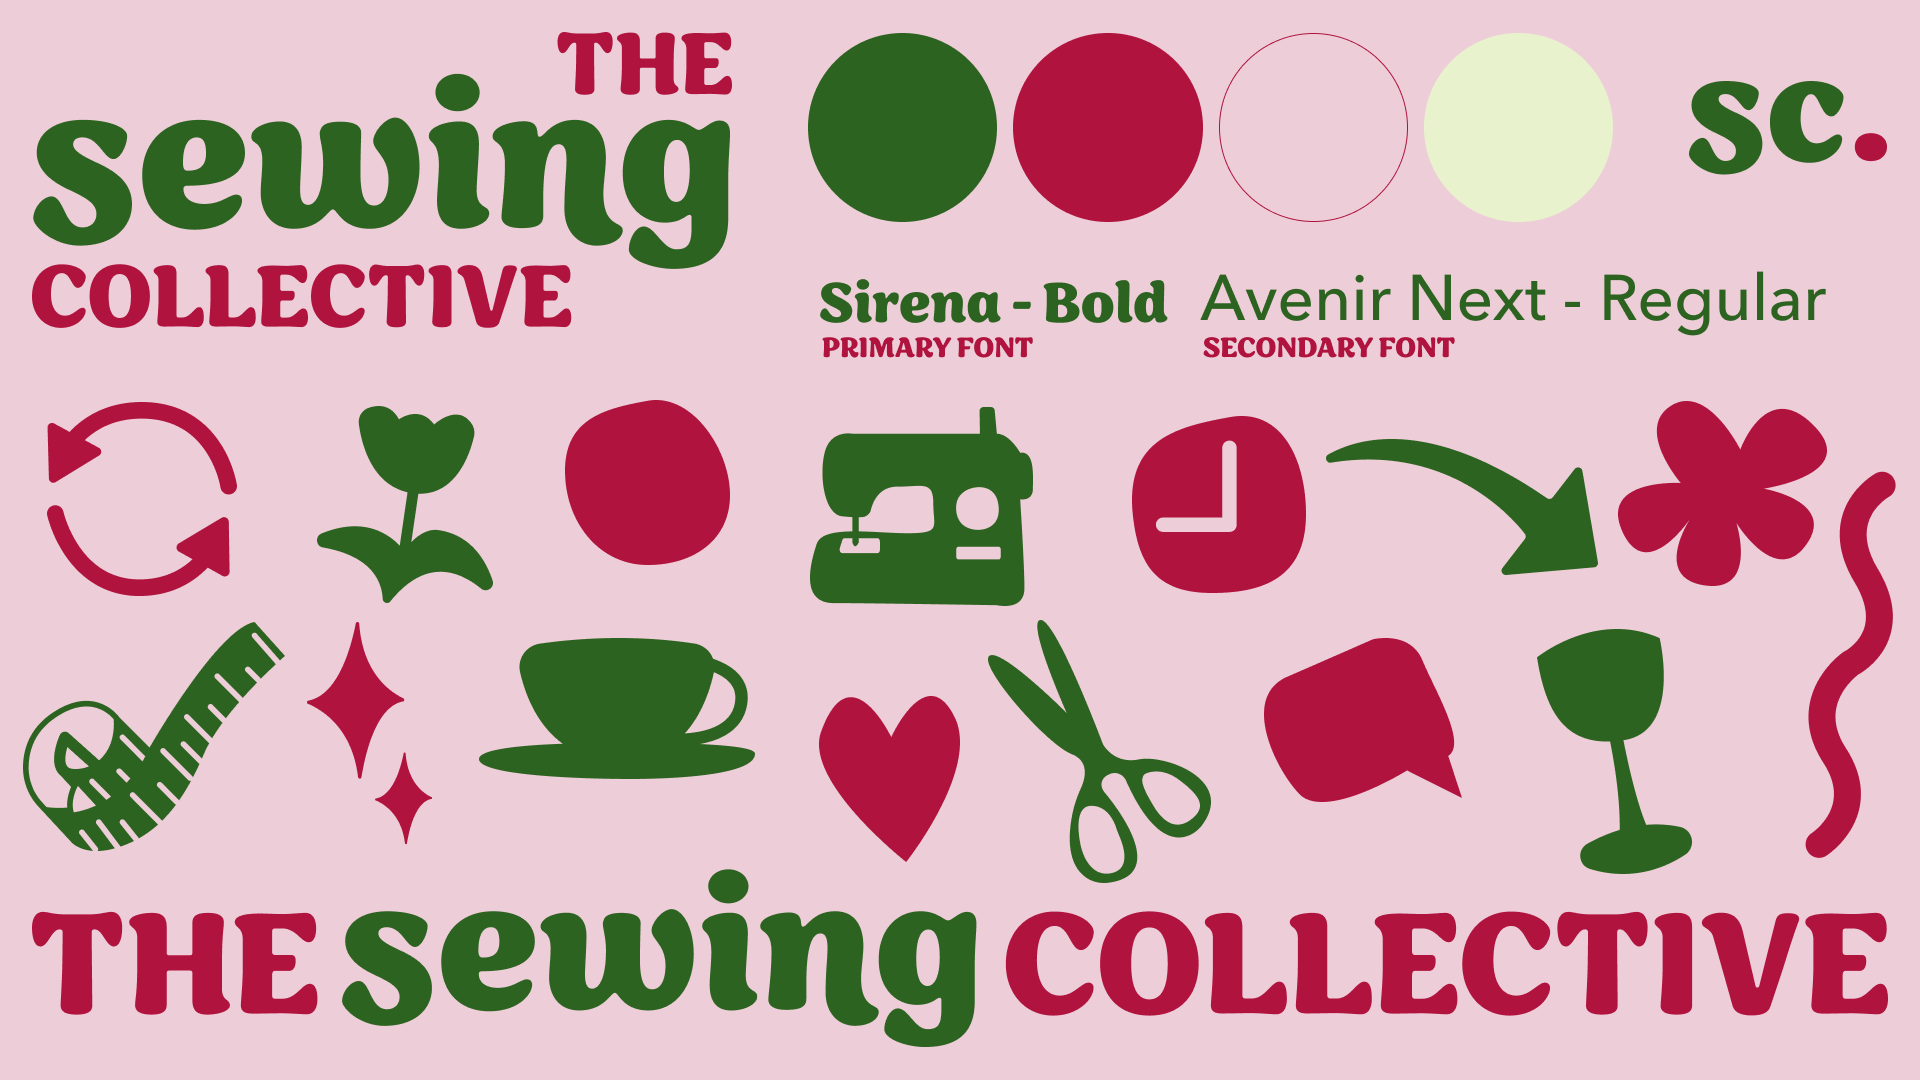 THE
sewing
COLLECTIVE
sc.
Sirena - Bold
PRIMARY FONT
Avenir Next - Regular
SECONDARY FONT
THE sewing COLLECTIVE